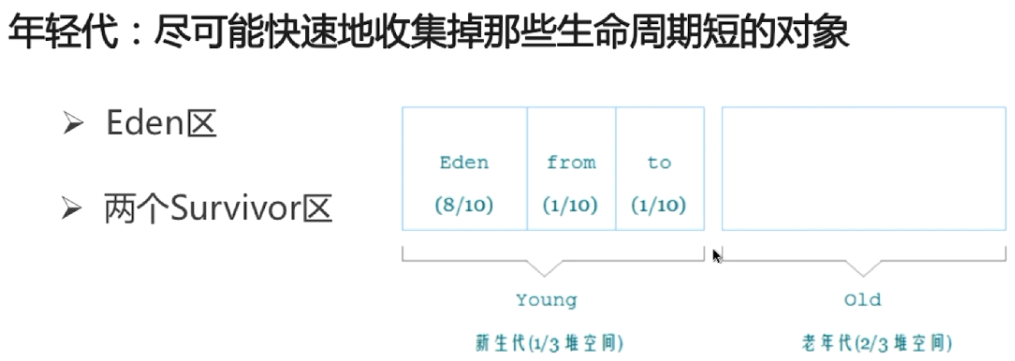 年轻代：尽可能快速地收集掉那些生命周期短的对象
Eden区
两个Survivor区
Eden from to
(8/10) (1/10) (1/10)
Young Old
新生代(1/3 堆空间) 老年代(2/3 堆空间)